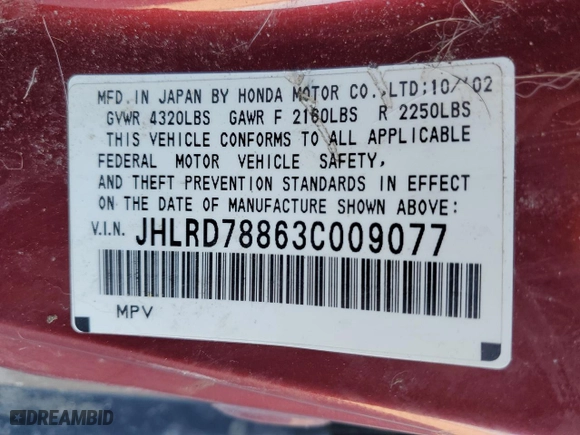 MFD. IN JAPAN BY HONDA MOTOR CO.,LTD:10/'02
GVWR 4320LBS GAWR F 2160LBS R 2250LBS
THIS VEHICLE CONFORMS TO ALL APPLICABLE
FEDERAL MOTOR VEHICLE SAFETY,
AND THEFT PREVENTION STANDARDS IN EFFECT
ON THE DATE OF MANUFACTURE SHOWN ABOVE:
V.I.N. JHLRD78863C009077
MPV
DREAMBID